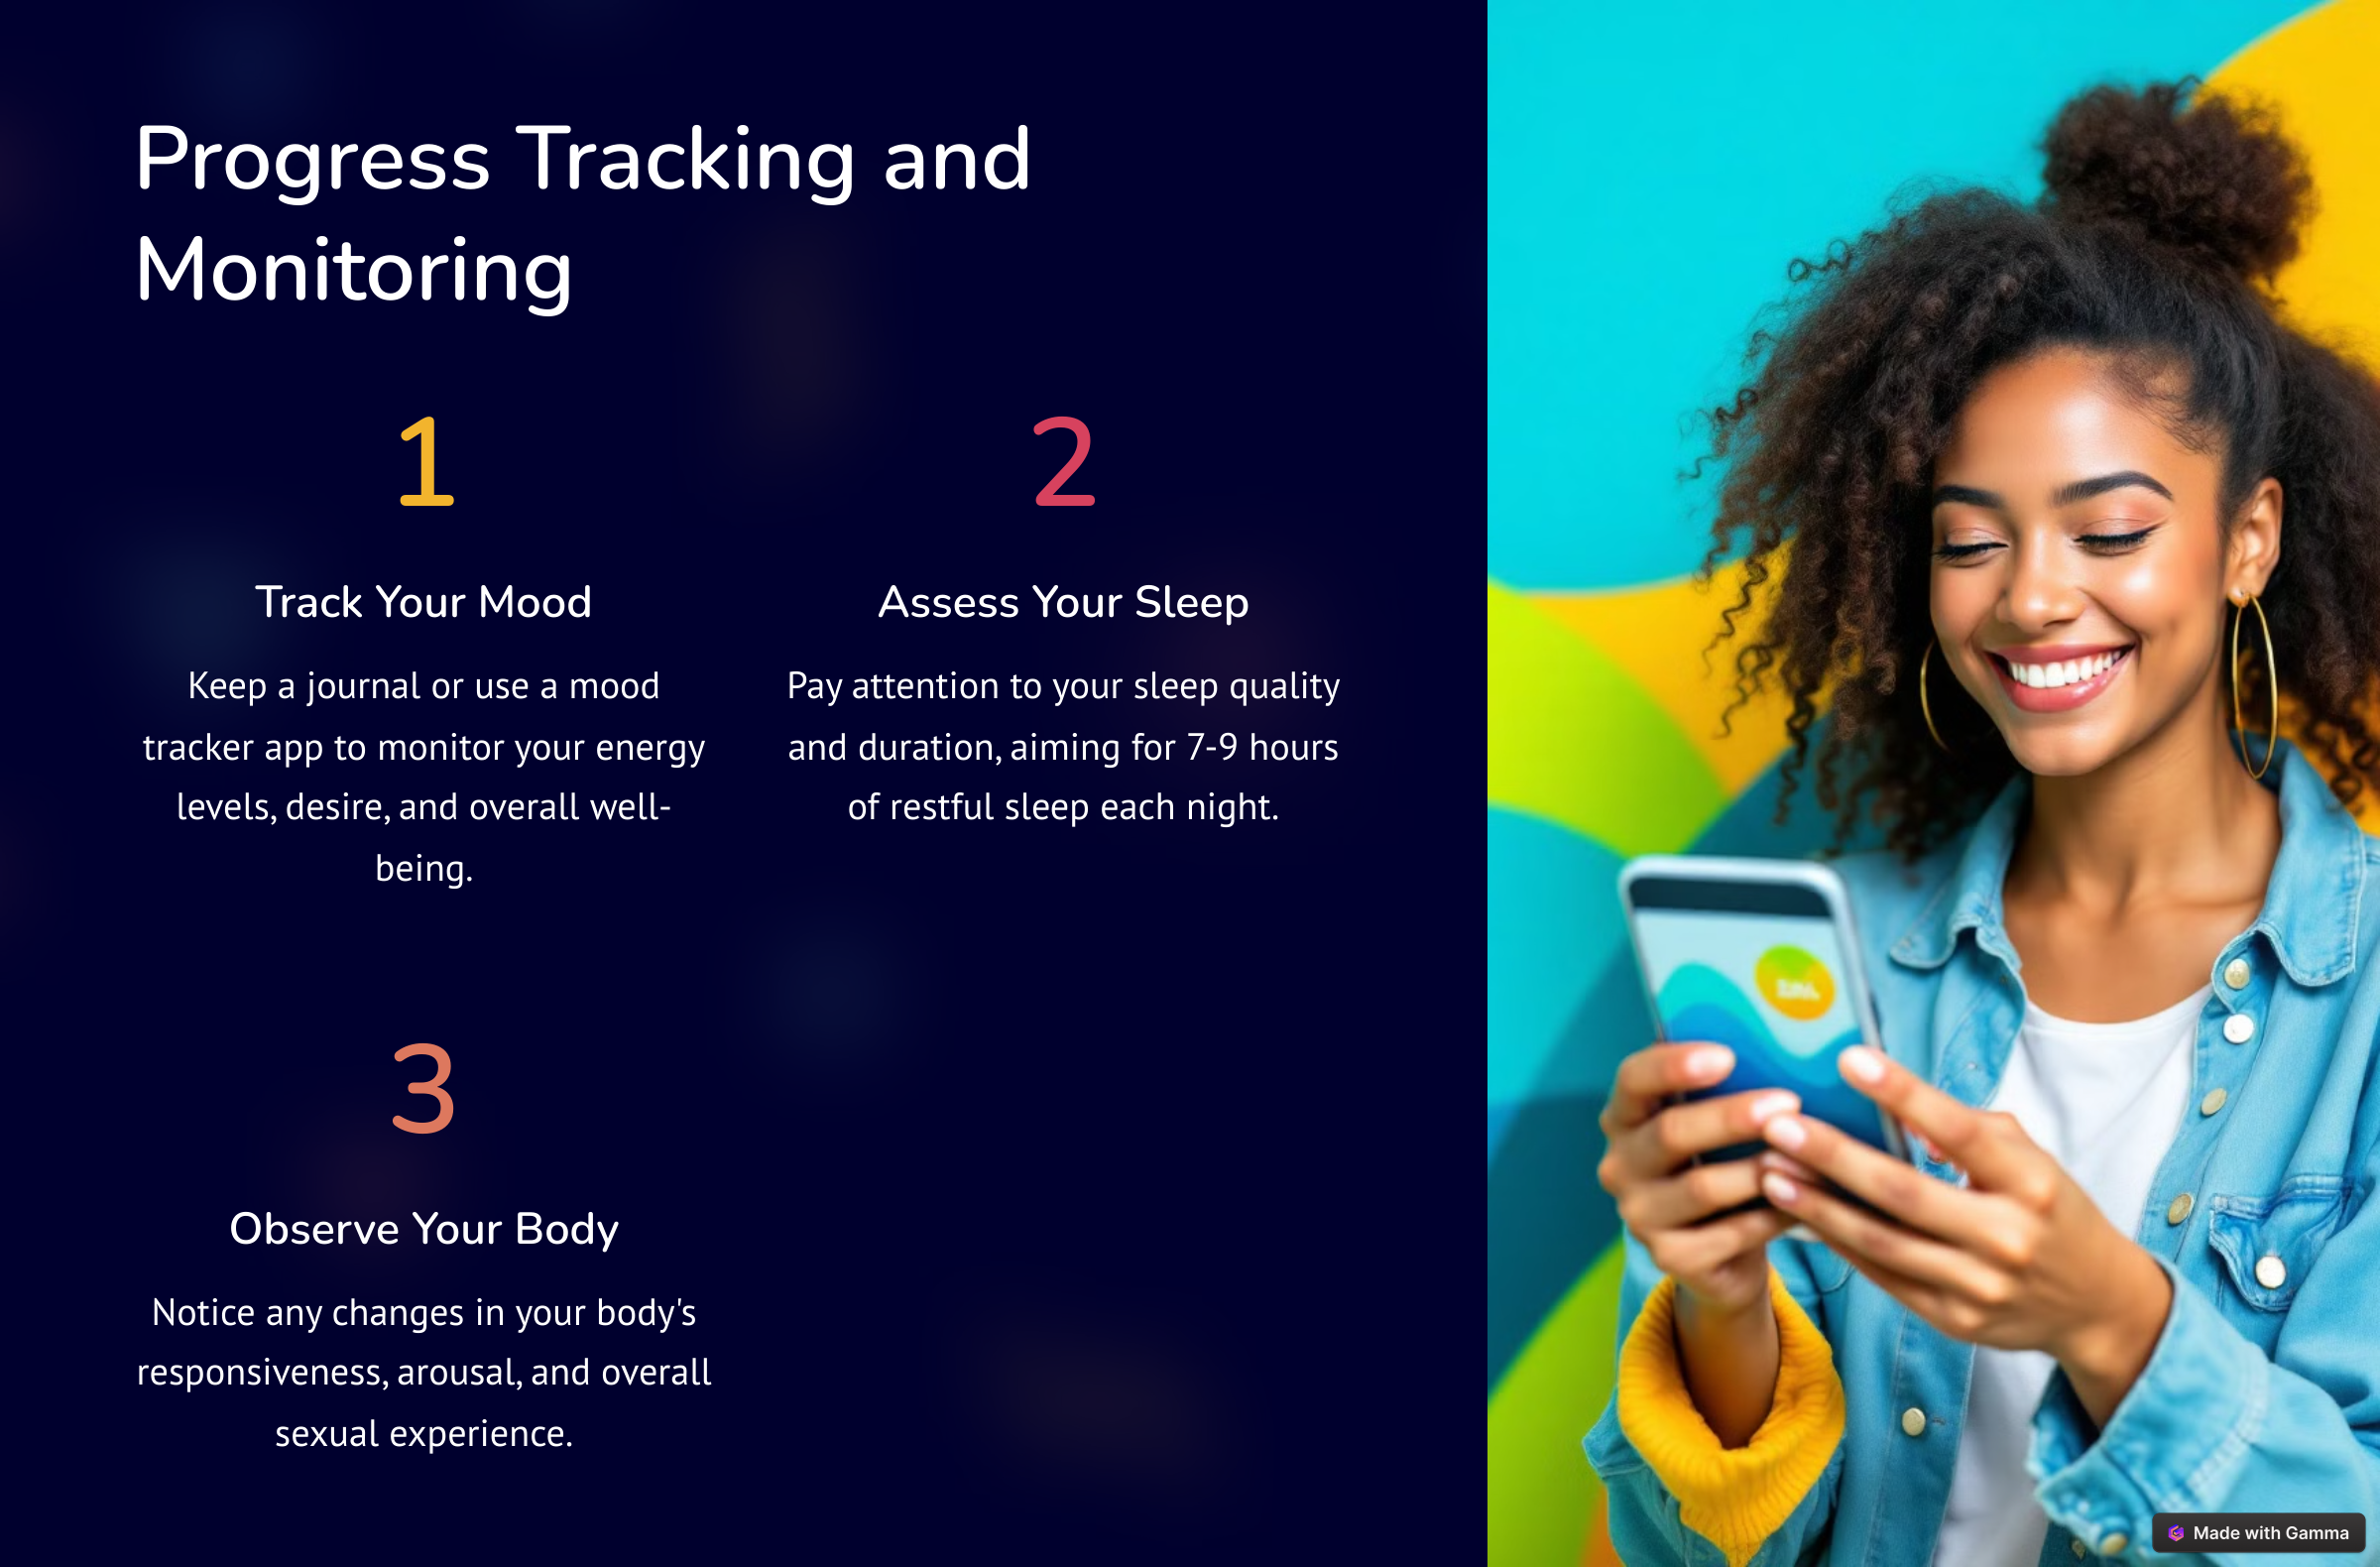 Progress Tracking and
Monitoring
1
Track Your Mood
Keep a journal or use a mood
tracker app to monitor your energy
levels, desire, and overall well-
being.
2
Assess Your Sleep
Pay attention to your sleep quality
and duration, aiming for 7-9 hours
of restful sleep each night.
3
Observe Your Body
Notice any changes in your body's
responsiveness, arousal, and overall
sexual experience.
Made with Gamma